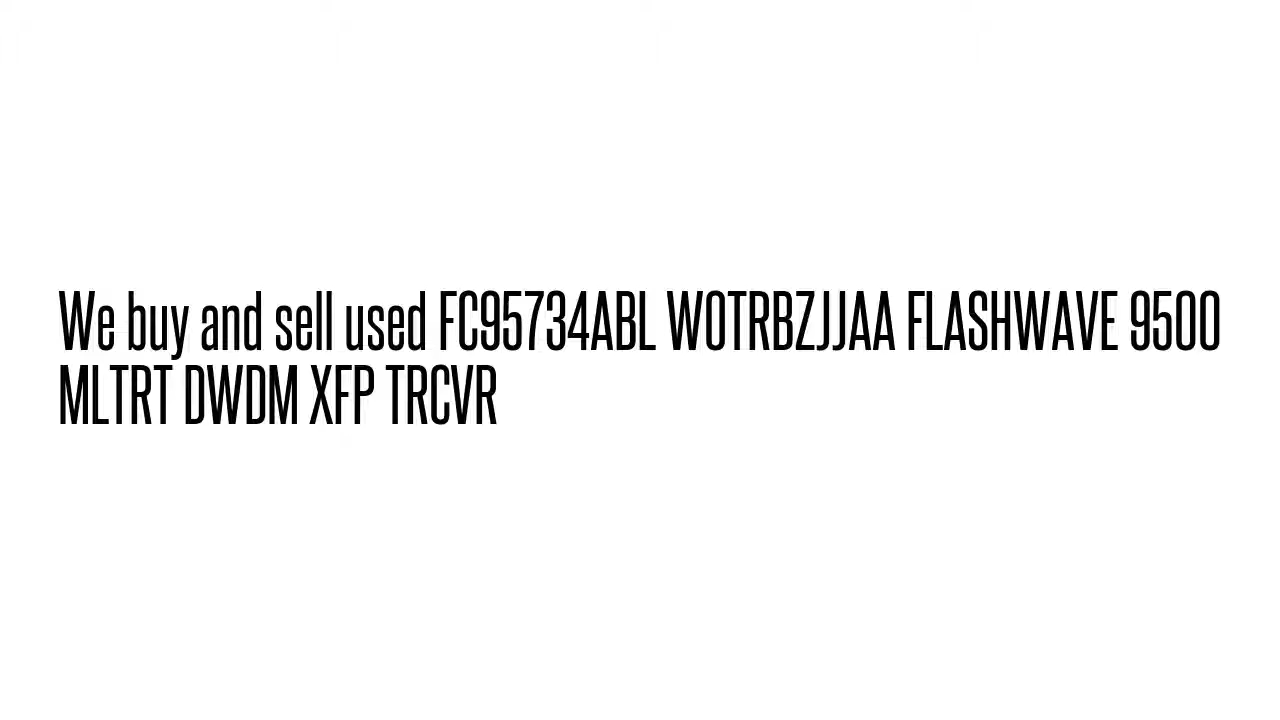 We buy and sell used FC95734ABL WOTRBZJJAA FLASHWAVE 9500
MLTRT DWDM XFP TRCVR